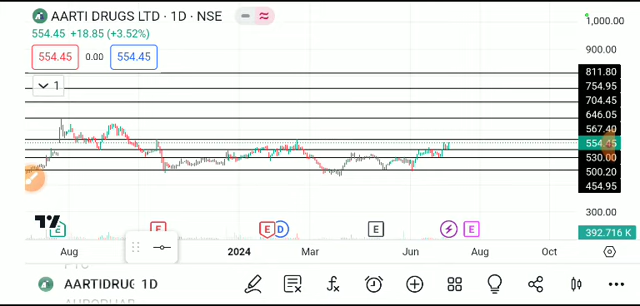 AARTI DRUGS LTD · 1D · NSE
554.45 +18.85 (+3.52%)
554.45 0.00 554.45
1
1,000.00
900.00
811.80
754.95
704.45
646.05
567.40
554.45
530.00
500.20
454.95
300.00
392.716 K
E E E D E E
Aug 2024 Mar Jun Aug Oct
AARTIDRUG 1D